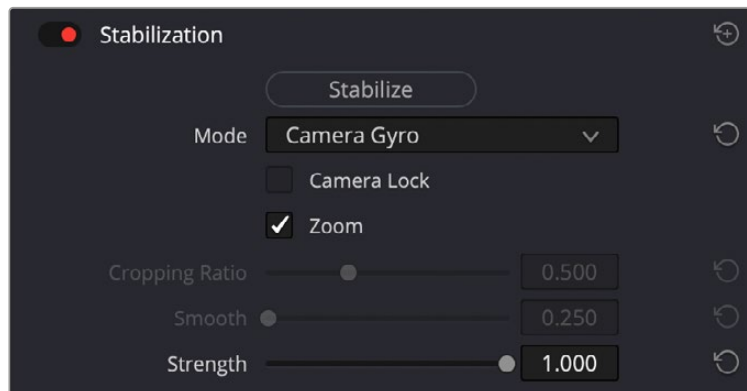 Stabilization
Stabilize
Mode Camera Gyro
Camera Lock
Zoom
Cropping Ratio 0.500
Smooth 0.250
Strength 1.000